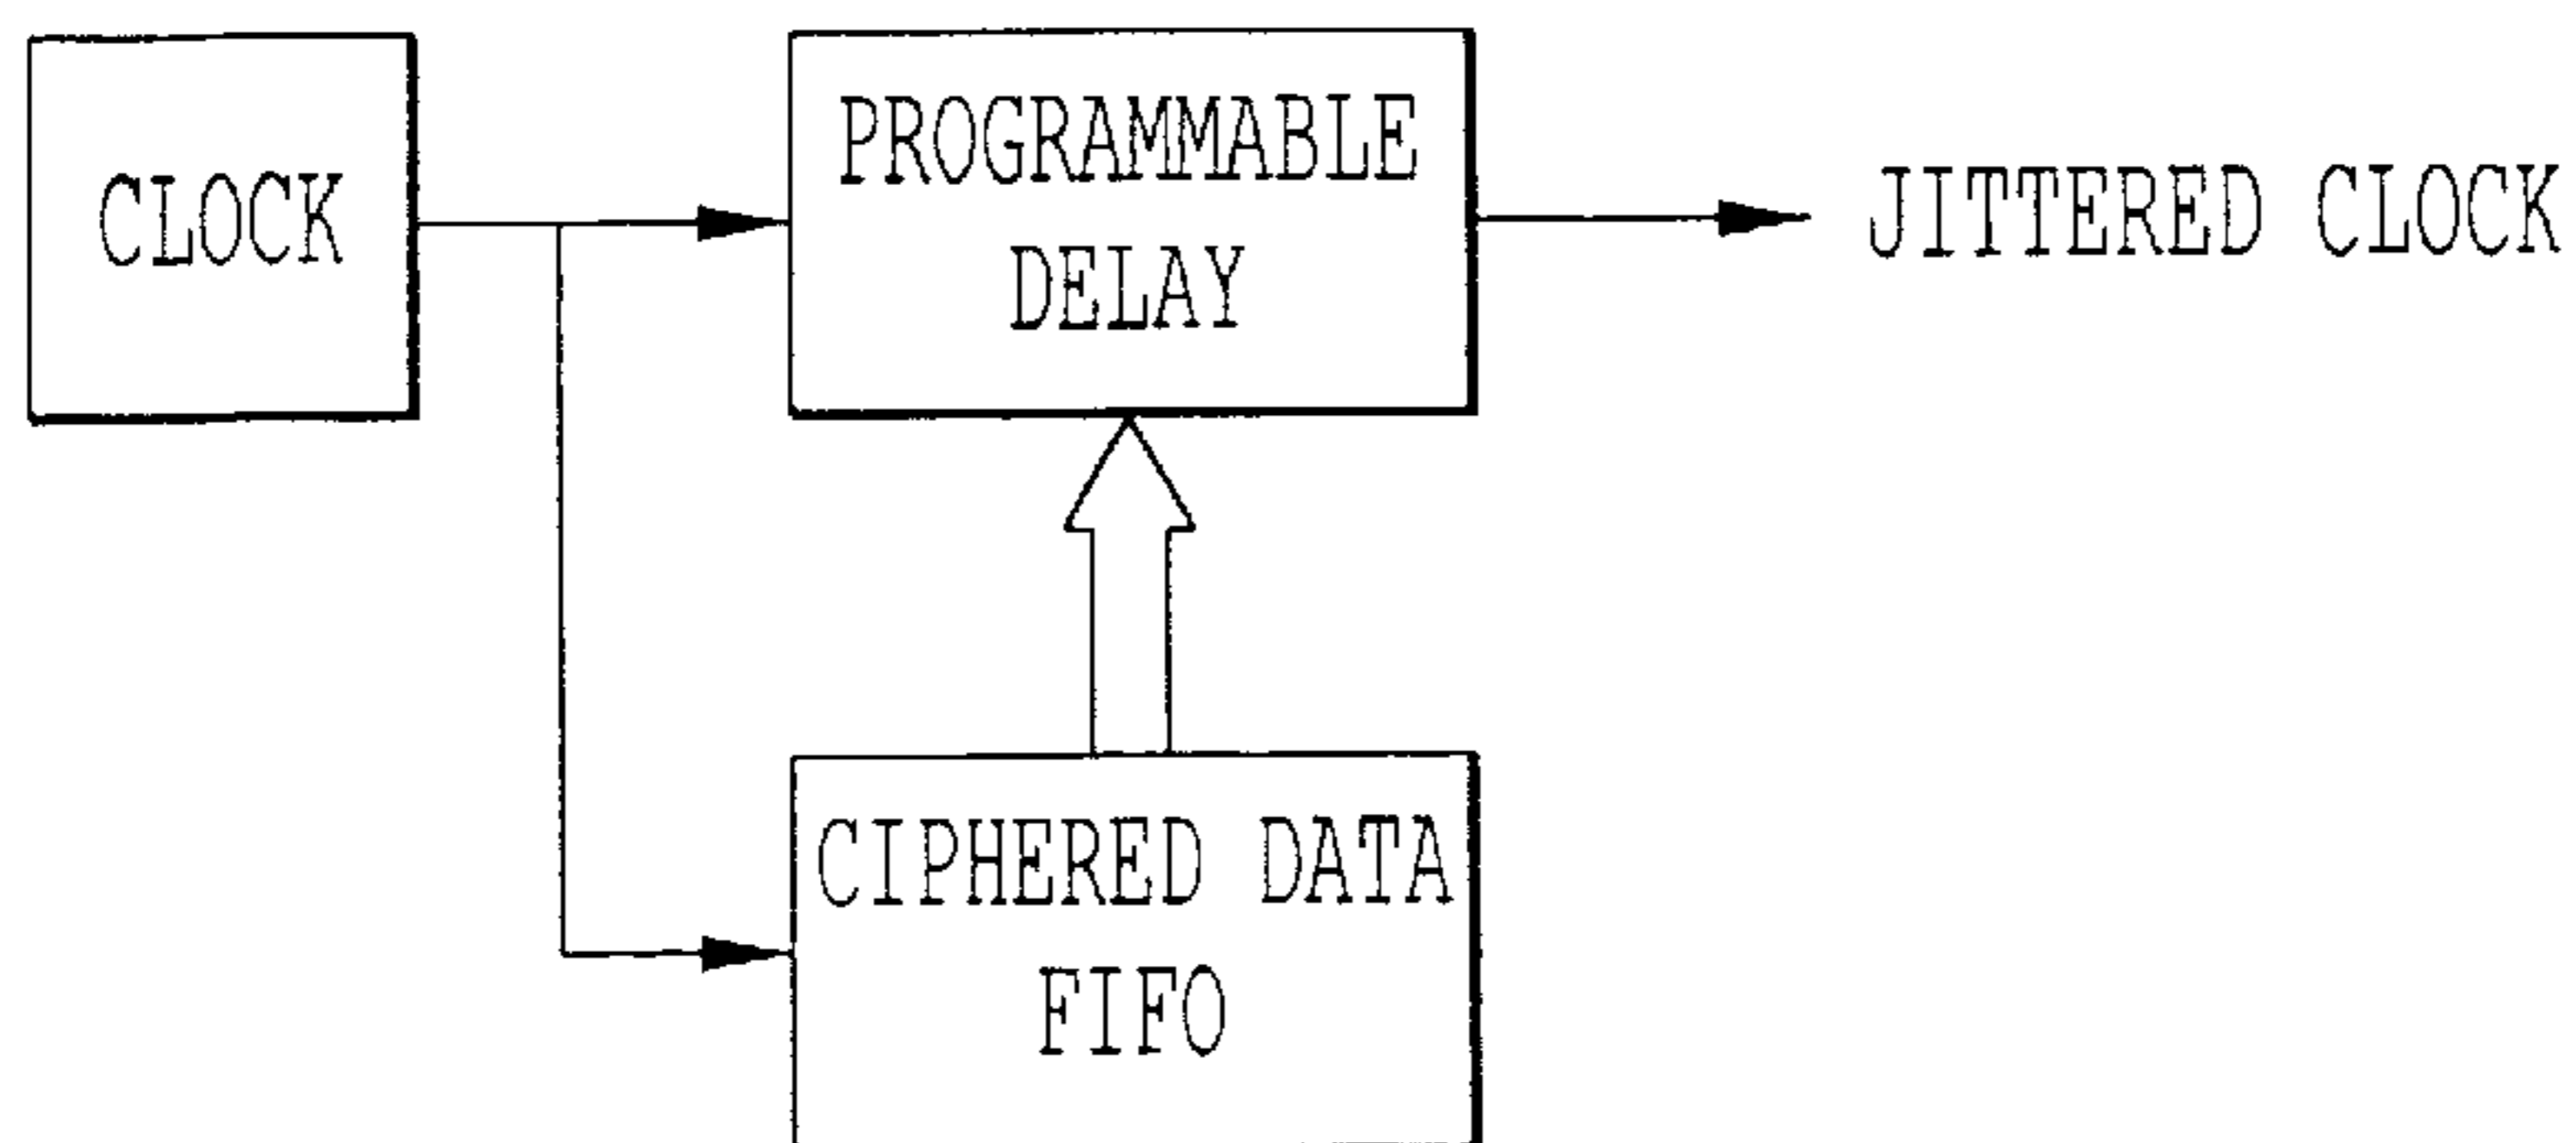 CLOCK
PROGRAMMABLE
DELAY
JITTERED CLOCK
CIPHERED DATA
FIFO